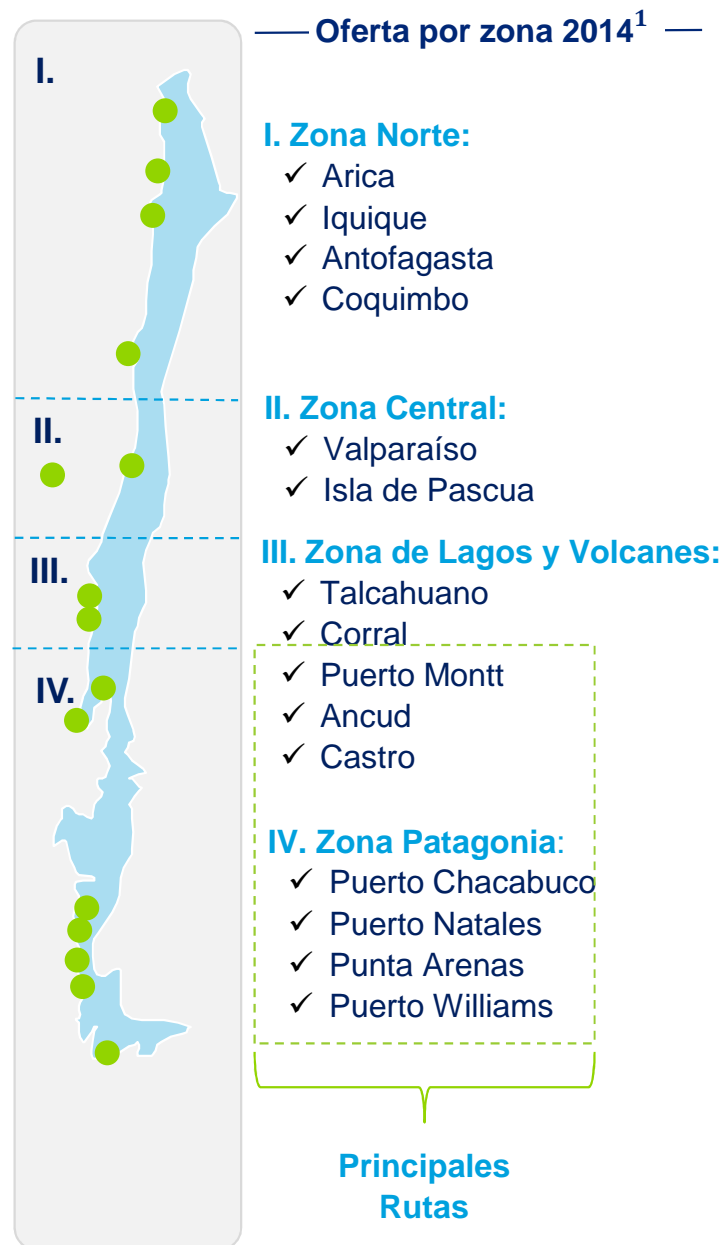 Oferta por zona 2014¹
I.
I. Zona Norte:
✓ Arica
✓ Iquique
✓ Antofagasta
✓ Coquimbo
II.
II. Zona Central:
✓ Valparaíso
✓ Isla de Pascua
III.
III. Zona de Lagos y Volcanes:
✓ Talcahuano
✓ Corral
✓ Puerto Montt
✓ Ancud
✓ Castro
IV.
IV. Zona Patagonia:
✓ Puerto Chacabuco
✓ Puerto Natales
✓ Punta Arenas
✓ Puerto Williams
Principales
Rutas